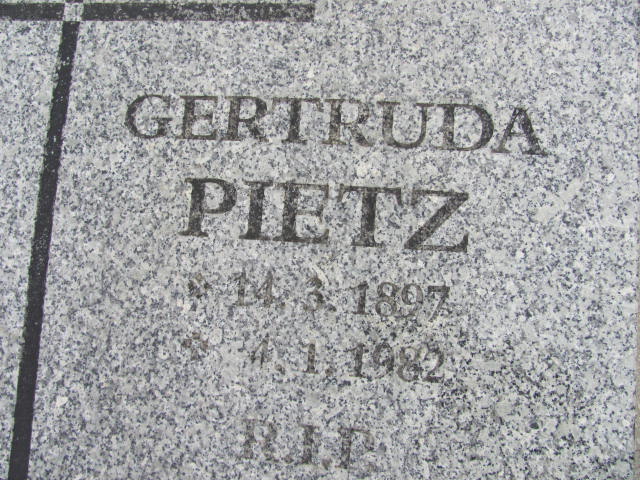 GERTRUDA
PIETZ
* 14.3.1897
4.1.1982
R.I.P.